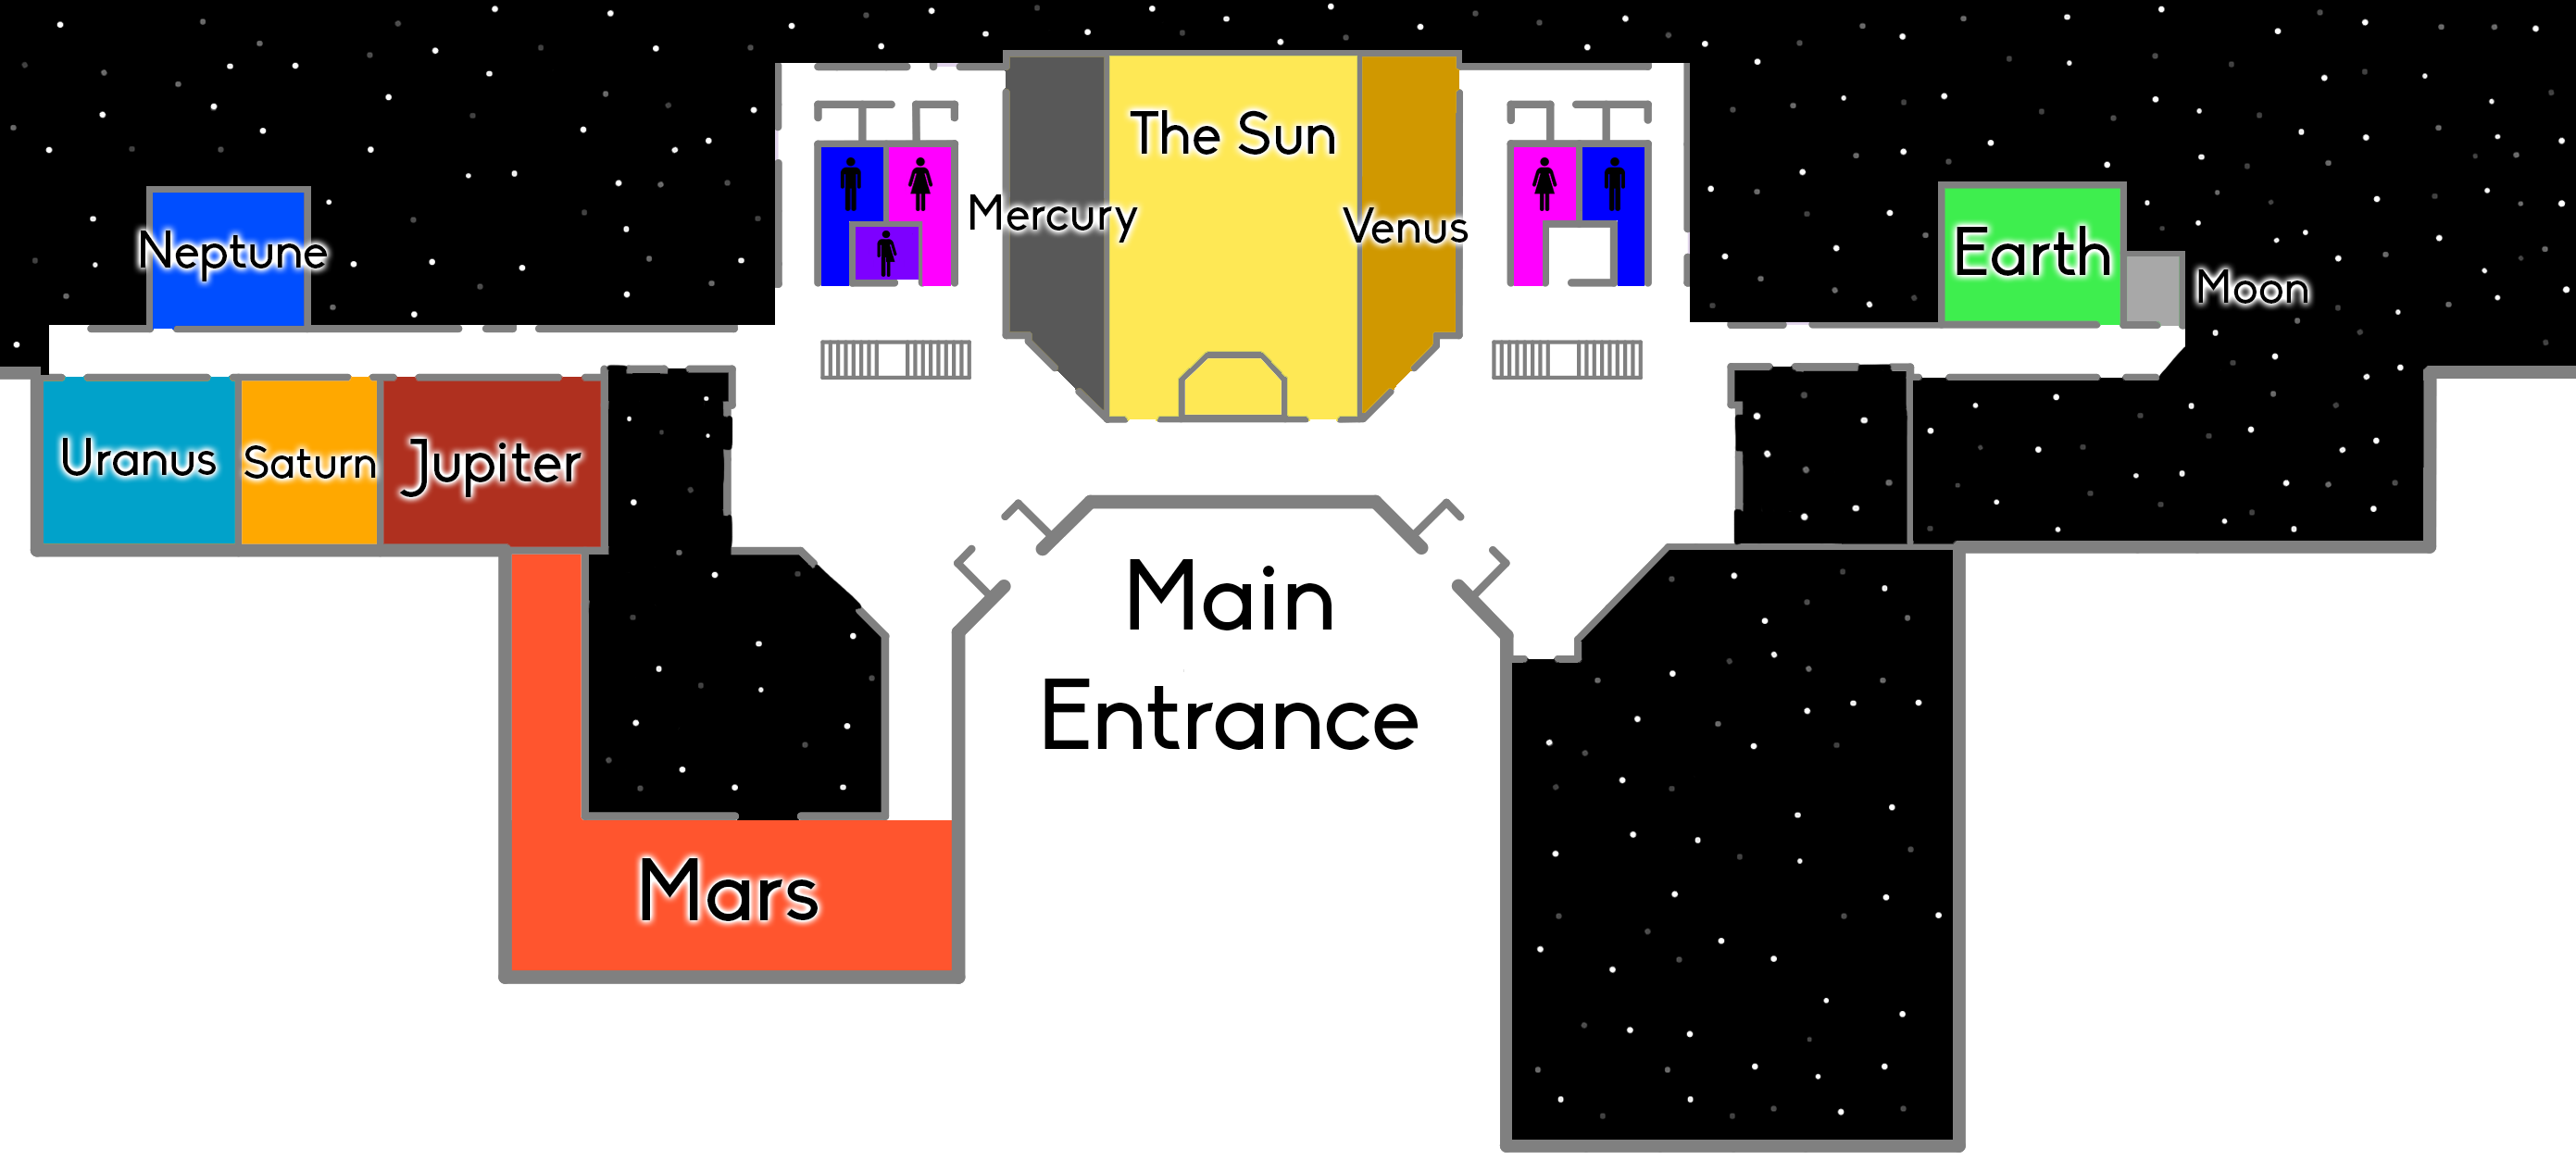 The Sun
Mercury
Venus
Neptune
Earth
Moon
Uranus
Saturn
Jupiter
Main
Entrance
Mars